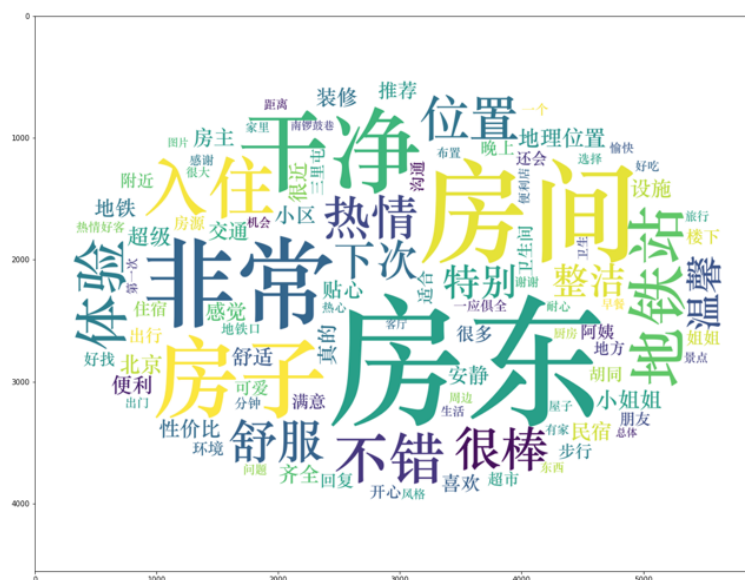 0
1000
2000
3000
4000
0
1000
2000
3000
4000
5000
距离
装修
推荐
位置
一个
家里
南锣鼓巷
干净
晚上
地理位置
图片
房主
感谢
很大
很近
三里屯
沟通
布置
还会
选择
愉快
好吃
附近
入住
热情
房间
便利店
设施
地铁
房源
机会
小区
旅行
热情好客
超级
交通
下次
卫生间
卫生
楼下
体验
第一次
非常
贴心
适合
特别
谢谢
整洁
地铁站
温馨
住宿
感觉
热心
一应俱全
耐心
早餐
出行
地铁口
真的
客厅
很多
厨房
阿姨
姐姐
好找
北京
房子
舒适
房东
地方
景点
便利
可爱
安静
胡同
出门
分钟
满意
周边
生活
屋子
小姐姐
性价比
舒服
不错
很棒
有家
民宿
朋友
总体
环境
步行
问题
齐全
回复
喜欢
超市
东西
开心
风格